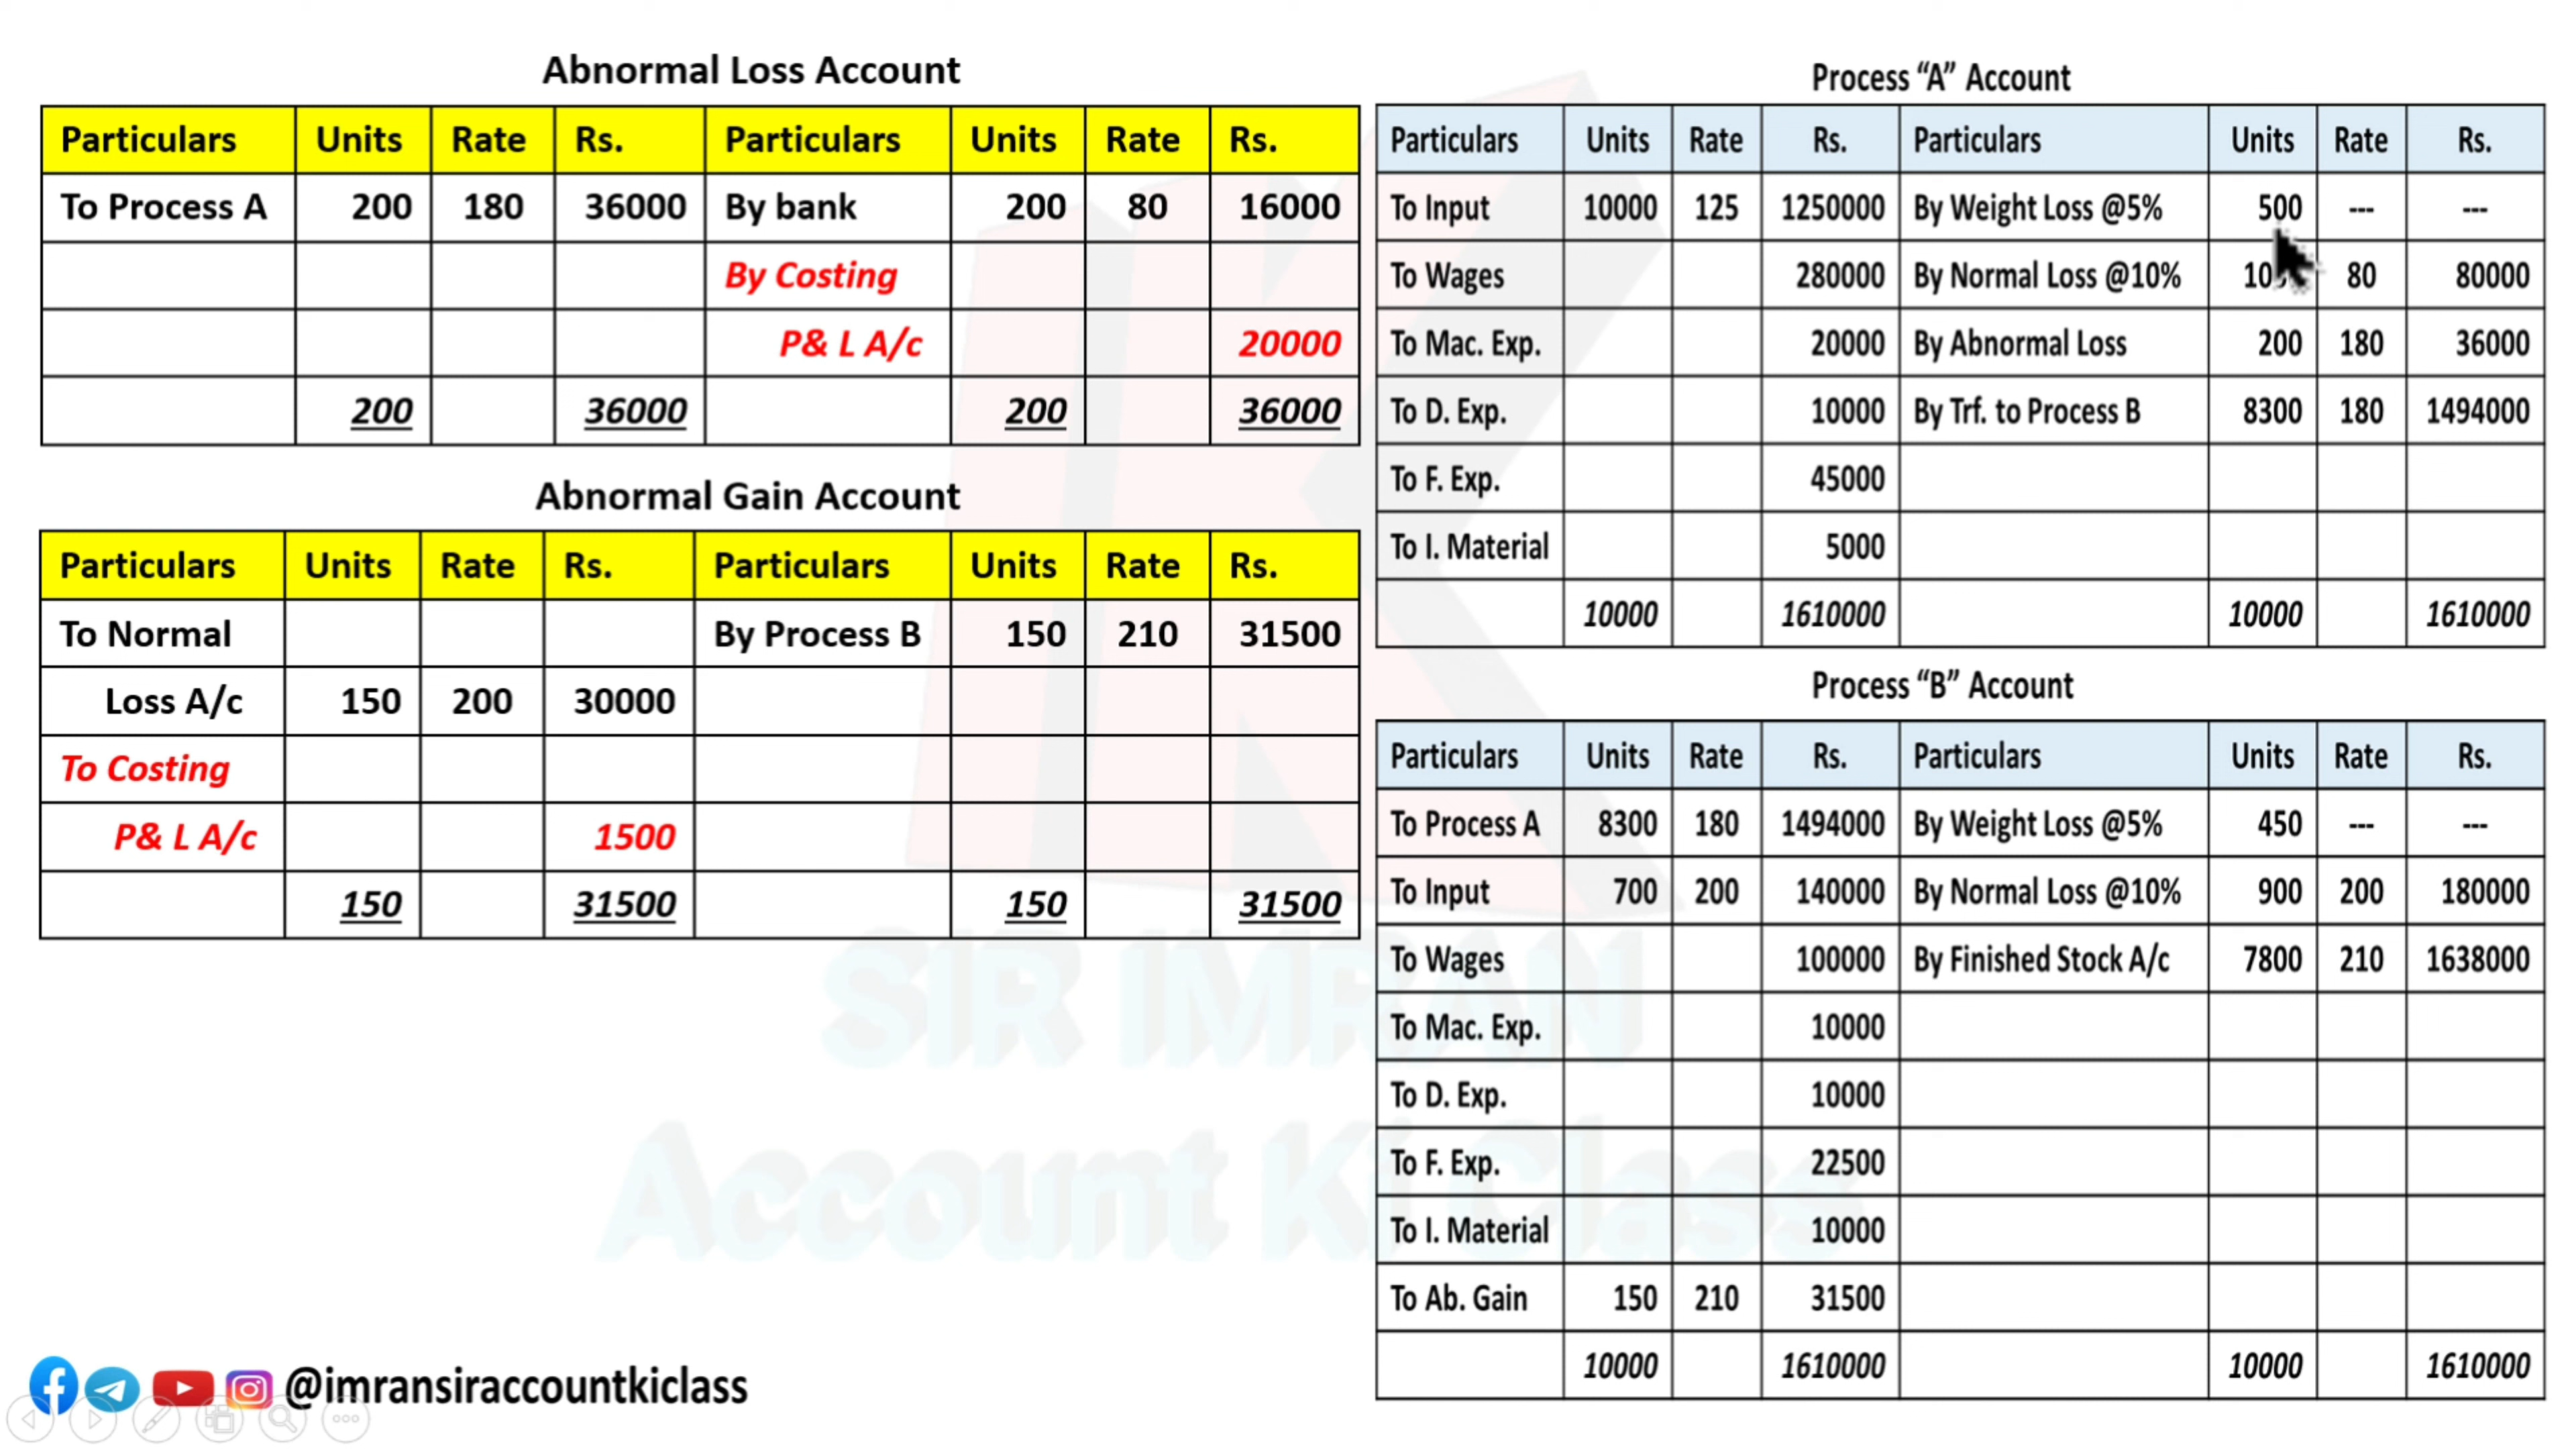 Abnormal Loss Account
Particulars Units Rate Rs. Particulars Units Rate Rs.
To Process A 200 180 36000 By bank 200 80 16000
By Costing
P& L A/c 20000
200 36000 200 36000
Abnormal Gain Account
Particulars Units Rate Rs. Particulars Units Rate Rs.
To Normal By Process B 150 210 31500
Loss A/c 150 200 30000
To Costing
P& L A/c 1500
150 31500 150 31500
Process “A” Account
Particulars Units Rate Rs. Particulars Units Rate Rs.
To Input 10000 125 1250000 By Weight Loss @5% 500 --- ---
To Wages 280000 By Normal Loss @10% 80 80000
To Mac. Exp. 20000 By Abnormal Loss 200 180 36000
To D. Exp. 10000 By Trf. to Process B 8300 180 1494000
To F. Exp. 45000
To I. Material 5000
10000 1610000 10000 1610000
Process “B” Account
Particulars Units Rate Rs. Particulars Units Rate Rs.
To Process A 8300 180 1494000 By Weight Loss @5% 450 --- ---
To Input 700 200 140000 By Normal Loss @10% 900 200 180000
To Wages 100000 By Finished Stock A/c 7800 210 1638000
To Mac. Exp. 10000
To D. Exp. 10000
To F. Exp. 22500
To I. Material 10000
To Ab. Gain 150 210 31500
10000 1610000 10000 1610000
SIR IMRAN
Account Ki Class
@imransiraccountkiclass